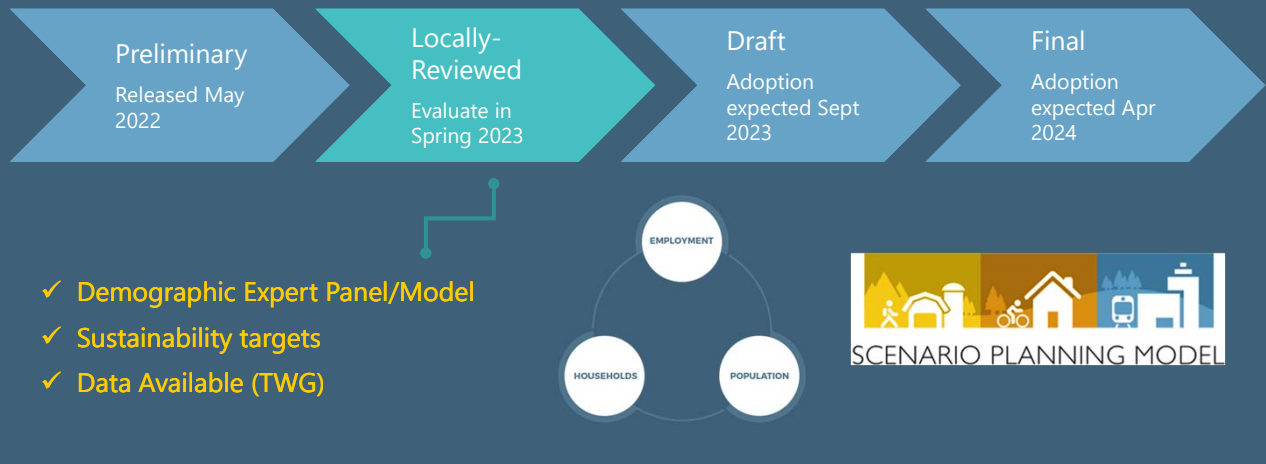 Preliminary
Released May
2022
Locally-
Reviewed
Evaluate in
Spring 2023
Draft
Adoption
expected Sept
2023
Final
Adoption
expected Apr
2024
✓ Demographic Expert Panel/Model
✓ Sustainability targets
✓ Data Available (TWG)
EMPLOYMENT
HOUSEHOLDS
POPULATION
SCENARIO PLANNING MODEL